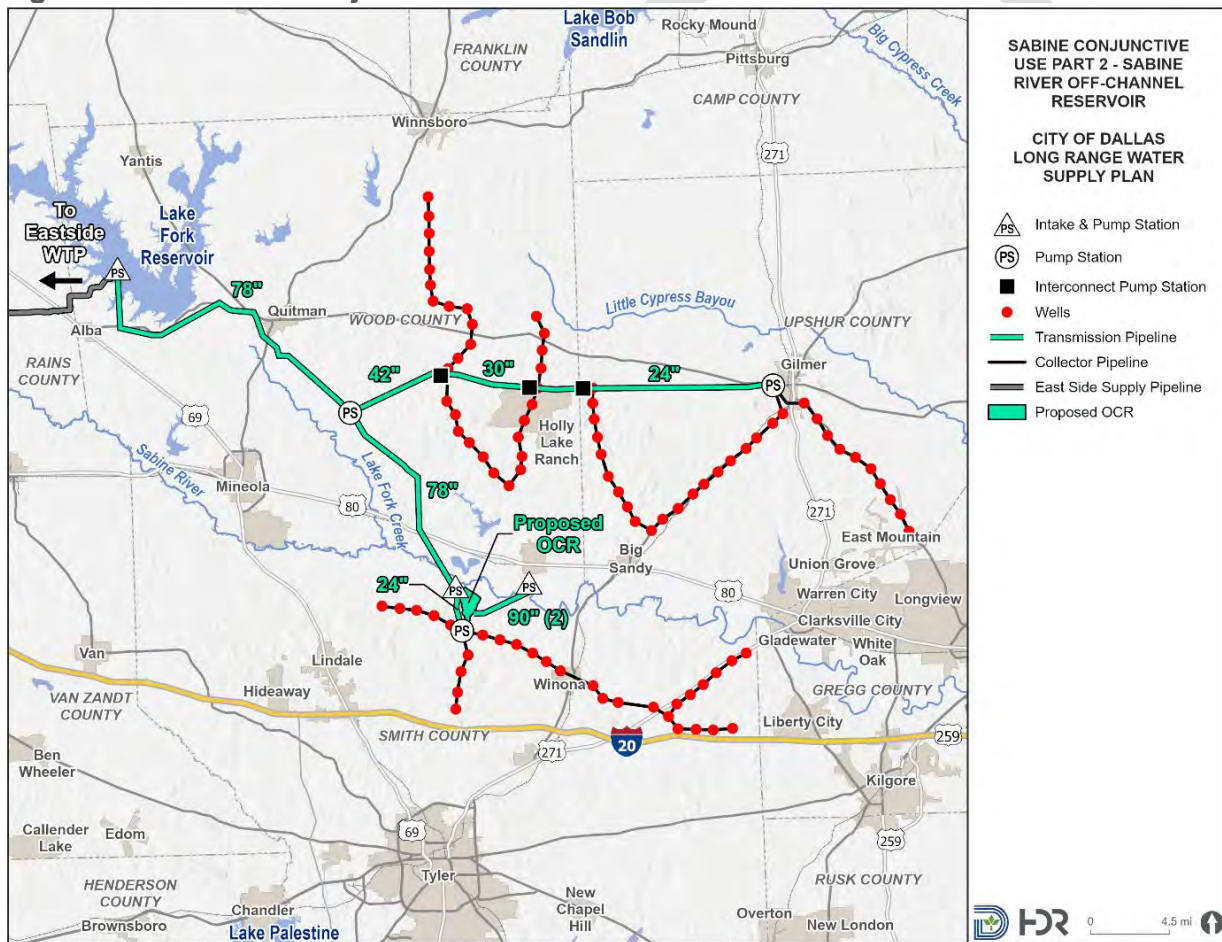 Lake Bob
Sandlin
Rocky Mound
Pittsburg
Big Cypress Creek
FRANKLIN
COUNTY
CAMP COUNTY
Winnsboro
271
Yantis
To
Eastside
WTP
Lake
Fork
Reservoir
PS
78"
Quitman
WOOD COUNTY
Little Cypress Bayou
UPSHUR COUNTY
Alba
RAINS
COUNTY
42"
30"
24"
Gilmer
PS
PS
69
Holly
Lake
Ranch
Sabine River
Mineola
Lake Fork Creek
78"
80
Proposed
OCR
271
East Mountain
Big
Sandy
Union Grove
24"
PS
PS
90" (2)
80
Warren City
Longview
Clarksville City
PS
Gladewater
White
Oak
Van
Lindale
Hideaway
Winona
GREGG COUNTY
VAN ZANDT
COUNTY
Liberty City
SMITH COUNTY
271
20
259
Ben
Wheeler
Kilgore
Callender
Lake
Edom
69
259
Tyler
HENDERSON
COUNTY
RUSK COUNTY
Chandler
New
Chapel
Hill
Overton
Brownsboro
Lake Palestine
New London
SABINE CONJUNCTIVE
USE PART 2 - SABINE
RIVER OFF-CHANNEL
RESERVOIR
CITY OF DALLAS
LONG RANGE WATER
SUPPLY PLAN
PS Intake & Pump Station
PS Pump Station
Interconnect Pump Station
Wells
Transmission Pipeline
Collector Pipeline
East Side Supply Pipeline
Proposed OCR
HDR
0 4.5 mi